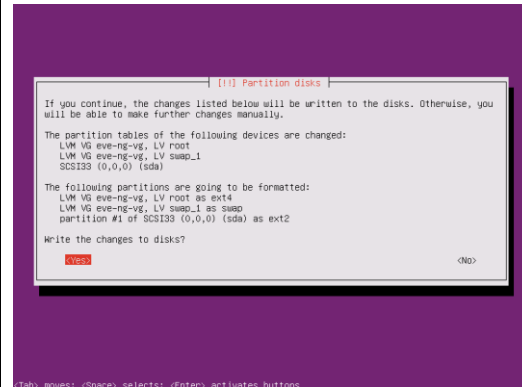 [!!] Partition disks
If you continue, the changes listed below will be written to the disks. Otherwise, you
will be able to make further changes manually.
The partition tables of the following devices are changed:
LVM VG eve-ng-vg, LV root
LVM VG eve-ng-vg, LV swap_1
SCSI33 (0,0,0) (sda)
The following partitions are going to be formatted:
LVM VG eve-ng-vg, LV root as ext4
LVM VG eve-ng-vg, LV swap_1 as swap
partition #1 of SCSI33 (0,0,0) (sda) as ext2
Write the changes to disks?
<Yes> <No>
<Tab> moves; <Space> selects; <Enter> activates buttons